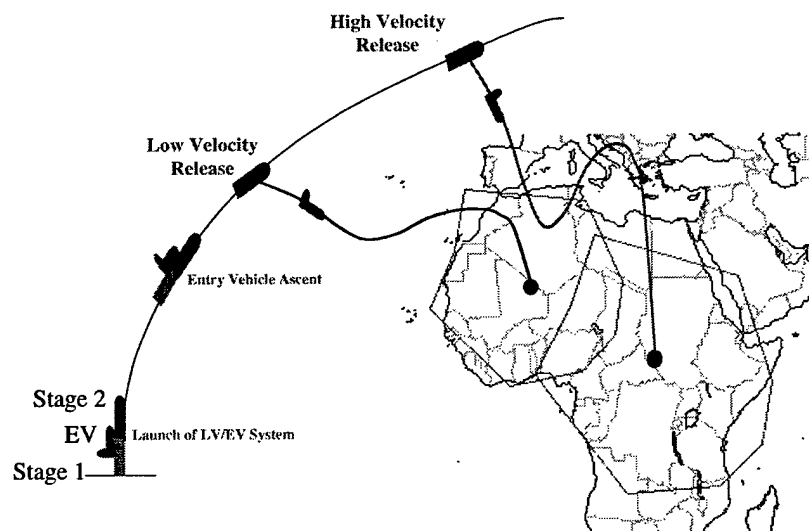 High Velocity
Release
Low Velocity
Release
Entry Vehicle Ascent
Stage 2
EV
Launch of LV/EV System
Stage 1